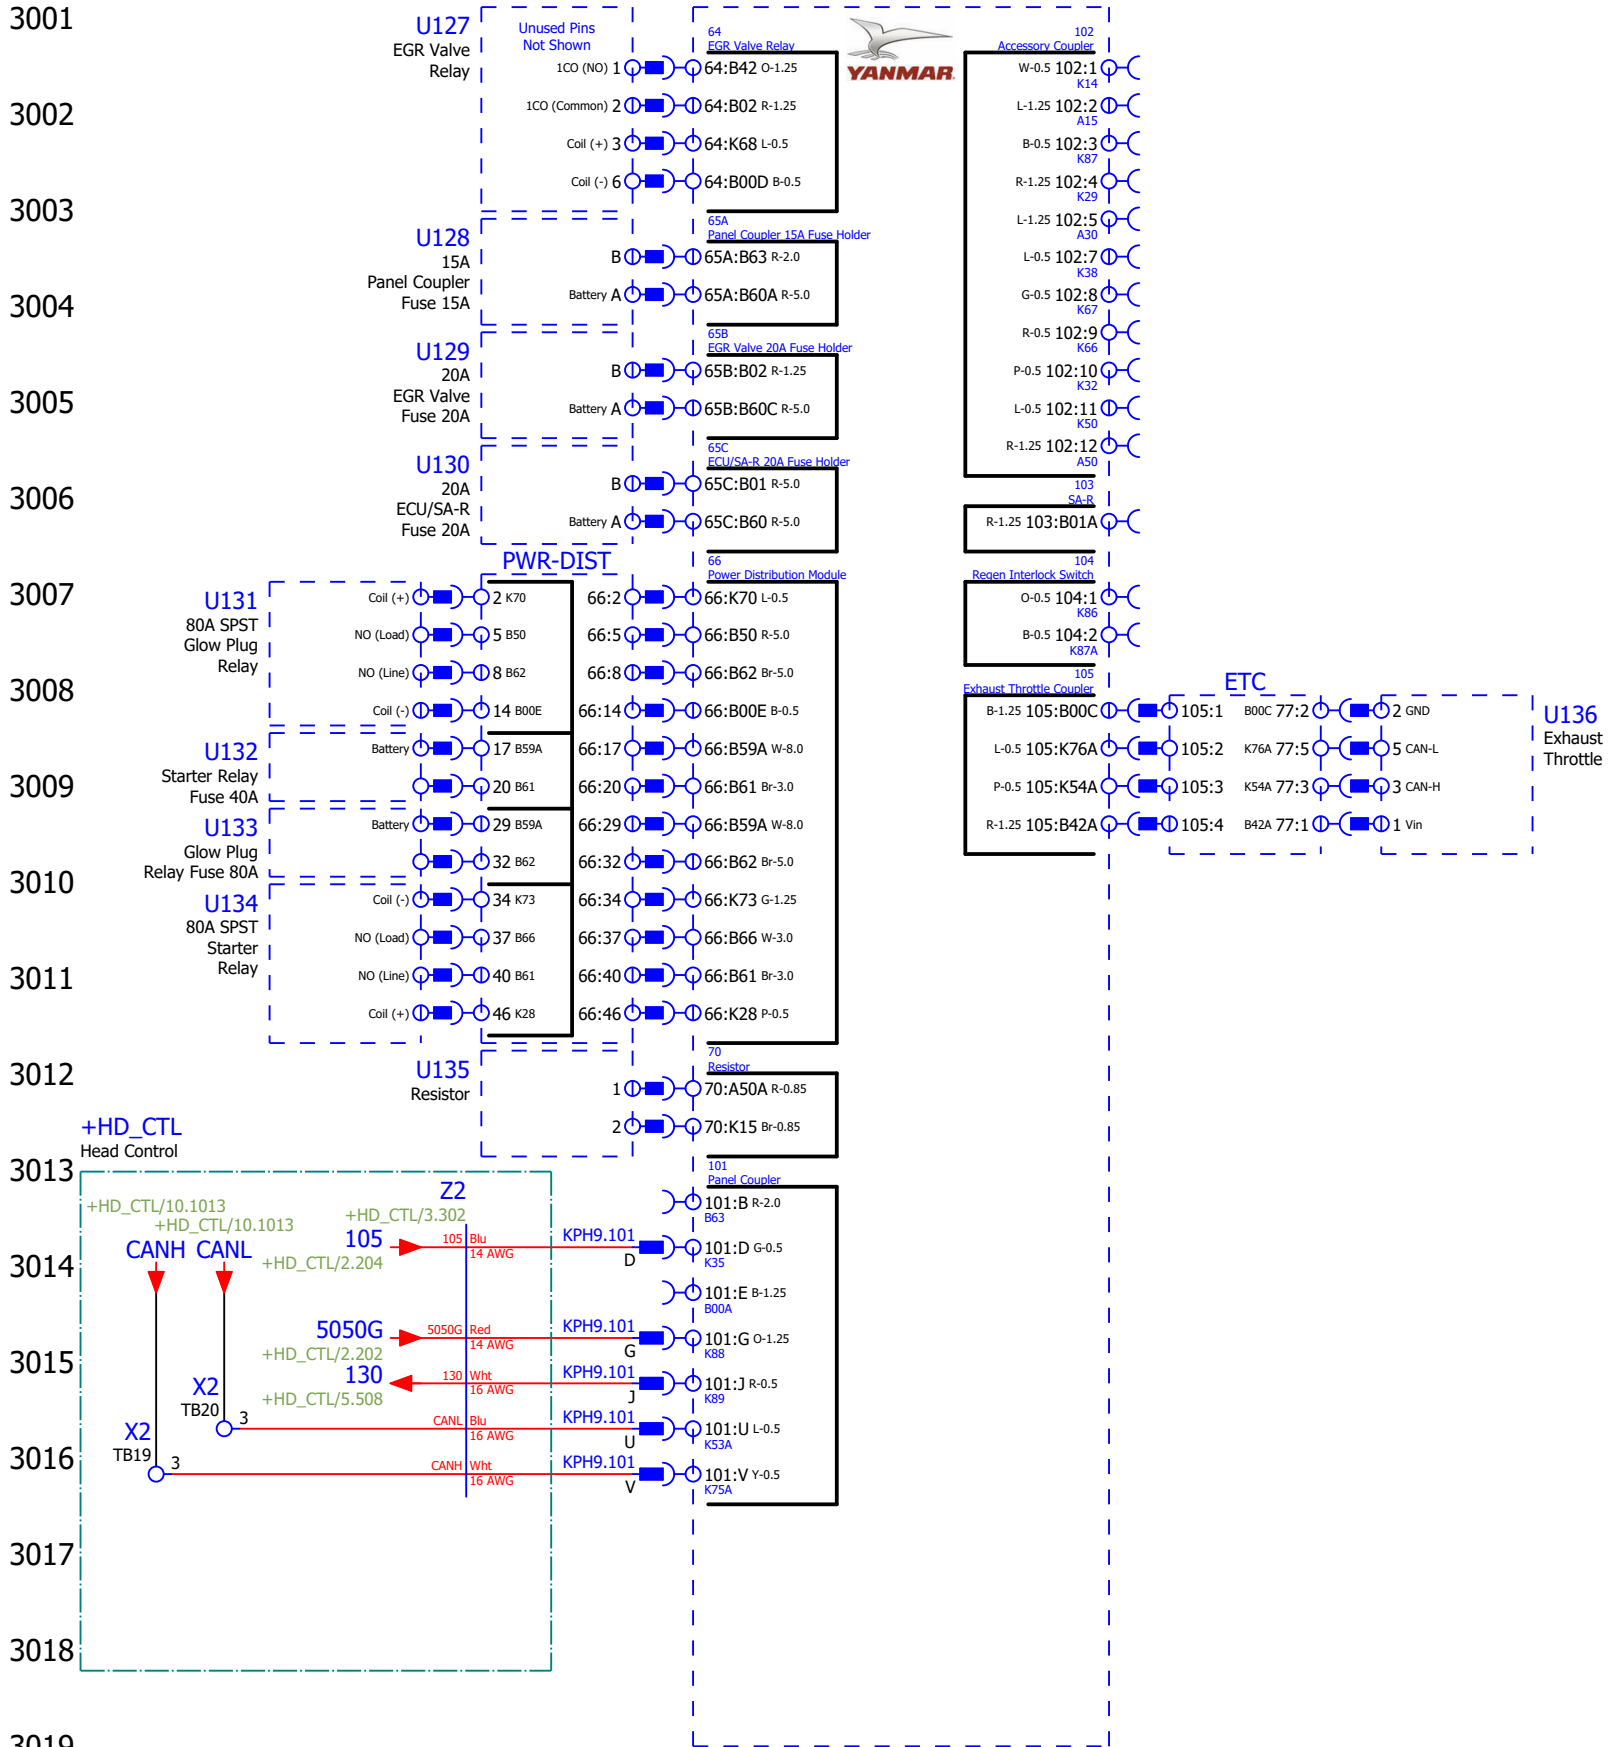 3001
3002
3003
3004
3005
3006
3007
3008
3009
3010
3011
3012
3013
3014
3015
3016
3017
3018
3019
U127
EGR Valve
Relay
Unused Pins
Not Shown
1CO (NO) 1
1CO (Common) 2
Coil (+) 3
Coil (-) 6
64
EGR Valve Relay
64:B42 O-1.25
64:B02 R-1.25
64:K68 L-0.5
64:B00D B-0.5
YANMAR
U128
15A
Panel Coupler
Fuse 15A
B
Battery A
65A
Panel Coupler 15A Fuse Holder
65A:B63 R-2.0
65A:B60A R-5.0
U129
20A
EGR Valve
Fuse 20A
B
Battery A
65B
EGR Valve 20A Fuse Holder
65B:B02 R-1.25
65B:B60C R-5.0
U130
20A
ECU/SA-R
Fuse 20A
B
Battery A
65C
ECU/SA-R 20A Fuse Holder
65C:B01 R-5.0
65C:B60 R-5.0
PWR-DIST
U131
80A SPST
Glow Plug
Relay
Coil (+) 2 K70
NO (Load) 5 B50
NO (Line) 8 B62
Coil (-) 14 B00E
U132
Starter Relay
Fuse 40A
Battery 17 B59A
20 B61
U133
Glow Plug
Relay Fuse 80A
Battery 29 B59A
32 B62
U134
80A SPST
Starter
Relay
Coil (-) 34 K73
NO (Load) 37 B66
NO (Line) 40 B61
Coil (+) 46 K28
66
Power Distribution Module
66:2 66:K70 L-0.5
66:5 66:B50 R-5.0
66:8 66:B62 Br-5.0
66:14 66:B00E B-0.5
66:17 66:B59A W-8.0
66:20 66:B61 Br-3.0
66:29 66:B59A W-8.0
66:32 66:B62 Br-5.0
66:34 66:K73 G-1.25
66:37 66:B66 W-3.0
66:40 66:B61 Br-3.0
66:46 66:K28 P-0.5
U135
Resistor
1
2
70
Resistor
70:A50A R-0.85
70:K15 Br-0.85
+HD_CTL
Head Control
+HD_CTL/10.1013
+HD_CTL/10.1013
CANH CANL
Z2
+HD_CTL/3.302
105
+HD_CTL/2.204
105 Blu
14 AWG
KPH9.101
D
5050G
+HD_CTL/2.202
5050G Red
14 AWG
KPH9.101
G
130
+HD_CTL/5.508
130 Wht
16 AWG
KPH9.101
J
X2
TB20
3
CANL Blu
16 AWG
KPH9.101
U
X2
TB19
3
CANH Wht
16 AWG
KPH9.101
V
101
Panel Coupler
101:B R-2.0
B63
101:D G-0.5
K35
101:E B-1.25
B00A
101:G O-1.25
K88
101:J R-0.5
K89
101:U L-0.5
K53A
101:V Y-0.5
K75A
102
Accessory Coupler
W-0.5 102:1
K14
L-1.25 102:2
A15
B-0.5 102:3
K87
R-1.25 102:4
K29
L-1.25 102:5
A30
L-0.5 102:7
K38
G-0.5 102:8
K67
R-0.5 102:9
K66
P-0.5 102:10
K32
L-0.5 102:11
K50
R-1.25 102:12
A50
103
SA-R
R-1.25 103:B01A
104
Regen Interlock Switch
O-0.5 104:1
K86
B-0.5 104:2
K87A
105
Exhaust Throttle Coupler
B-1.25 105:B00C
L-0.5 105:K76A
P-0.5 105:K54A
R-1.25 105:B42A
ETC
105:1 B00C 77:2
105:2 K76A 77:5
105:3 K54A 77:3
105:4 B42A 77:1
2 GND
5 CAN-L
3 CAN-H
1 Vin
U136
Exhaust
Throttle